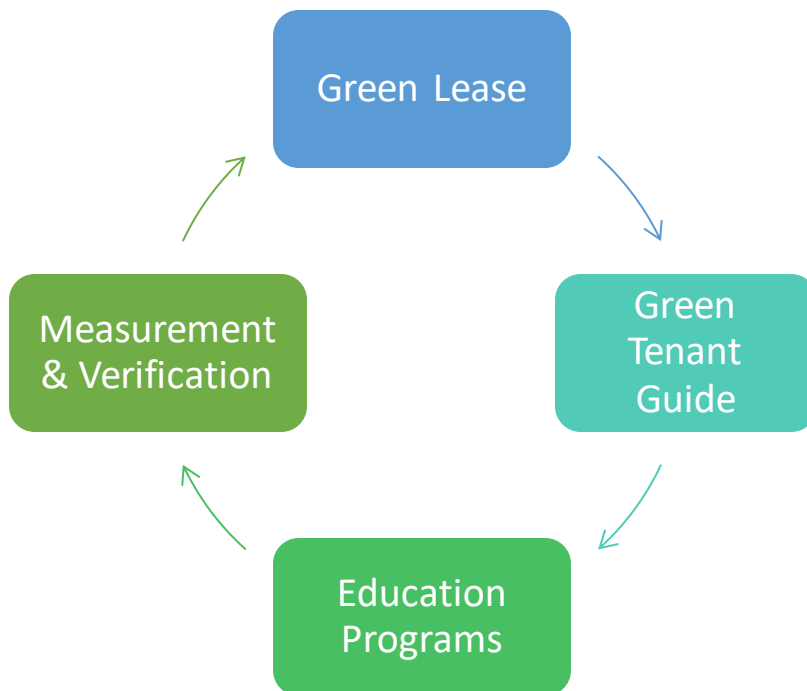 Green Lease
Green
Tenant
Guide
Education
Programs
Measurement
& Verification